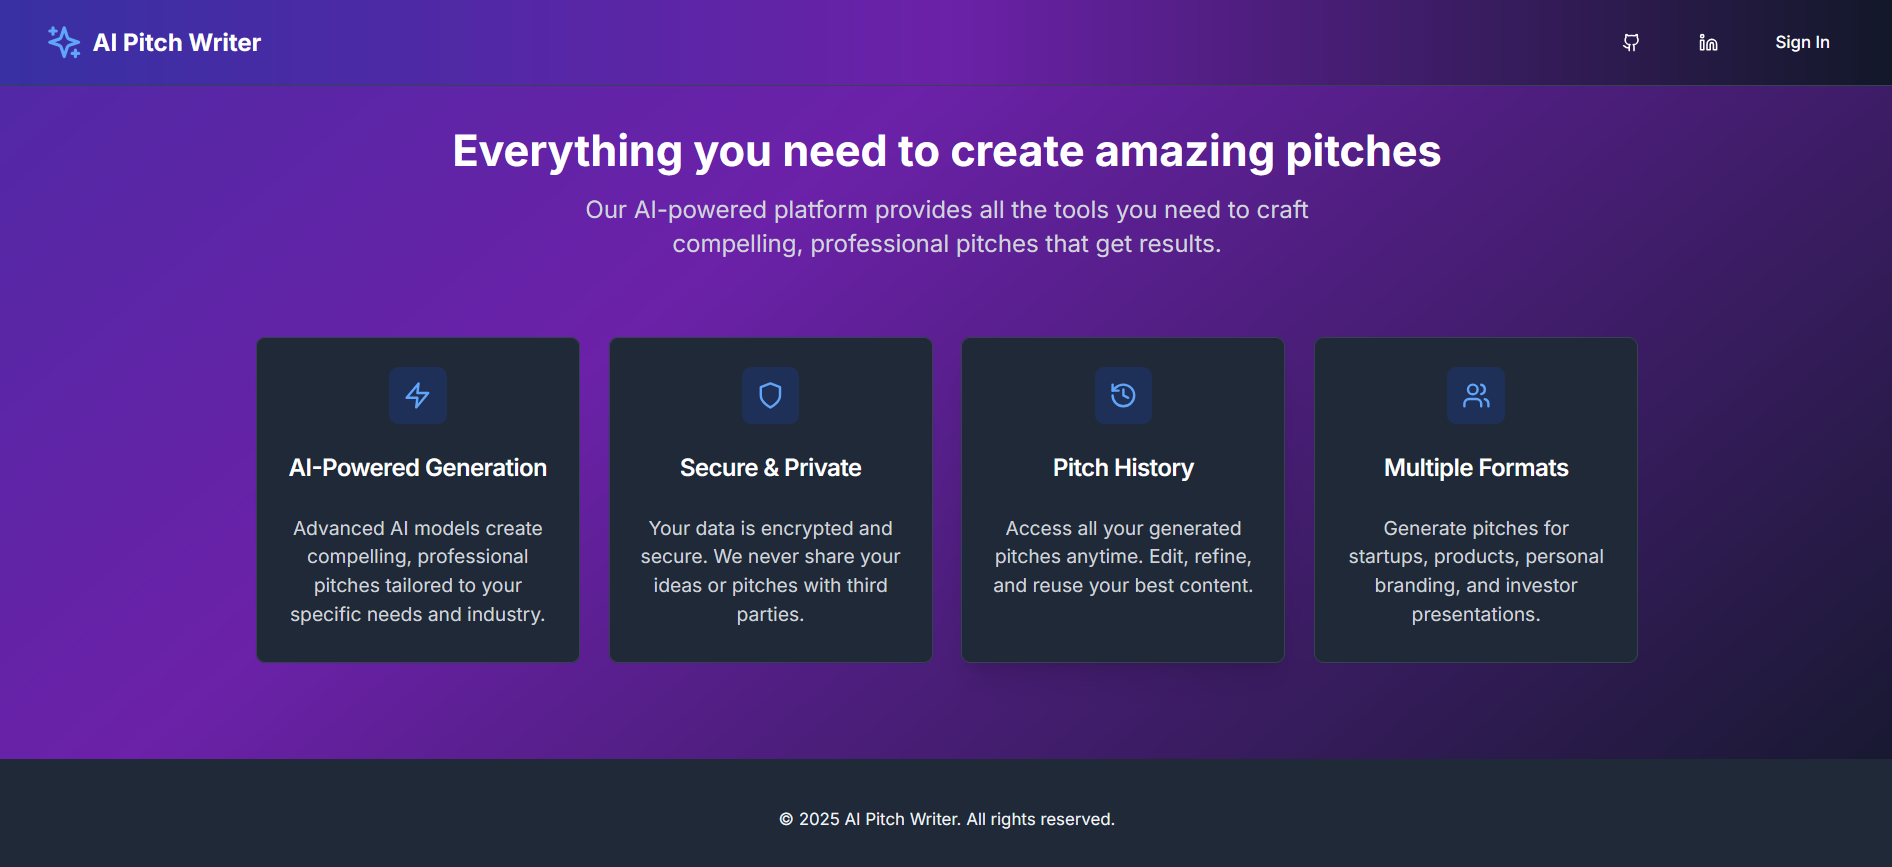 AI Pitch Writer
Sign In
Everything you need to create amazing pitches
Our AI-powered platform provides all the tools you need to craft
compelling, professional pitches that get results.
AI-Powered Generation
Advanced AI models create
compelling, professional
pitches tailored to your
specific needs and industry.
Secure & Private
Your data is encrypted and
secure. We never share your
ideas or pitches with third
parties.
Pitch History
Access all your generated
pitches anytime. Edit, refine,
and reuse your best content.
Multiple Formats
Generate pitches for
startups, products, personal
branding, and investor
presentations.
© 2025 AI Pitch Writer. All rights reserved.